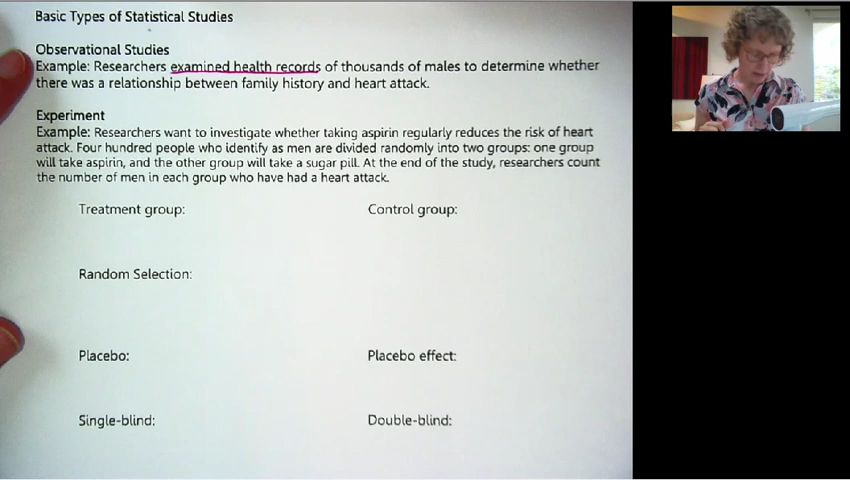 Basic Types of Statistical Studies
Observational Studies
Example: Researchers examined health records of thousands of males to determine whether
there was a relationship between family history and heart attack.
Experiment
Example: Researchers want to investigate whether taking aspirin regularly reduces the risk of heart
attack. Four hundred people who identify as men are divided randomly into two groups: one group
will take aspirin, and the other group will take a sugar pill. At the end of the study, researchers count
the number of men in each group who have had a heart attack.
Treatment group: Control group:
Random Selection:
Placebo: Placebo effect:
Single-blind: Double-blind: